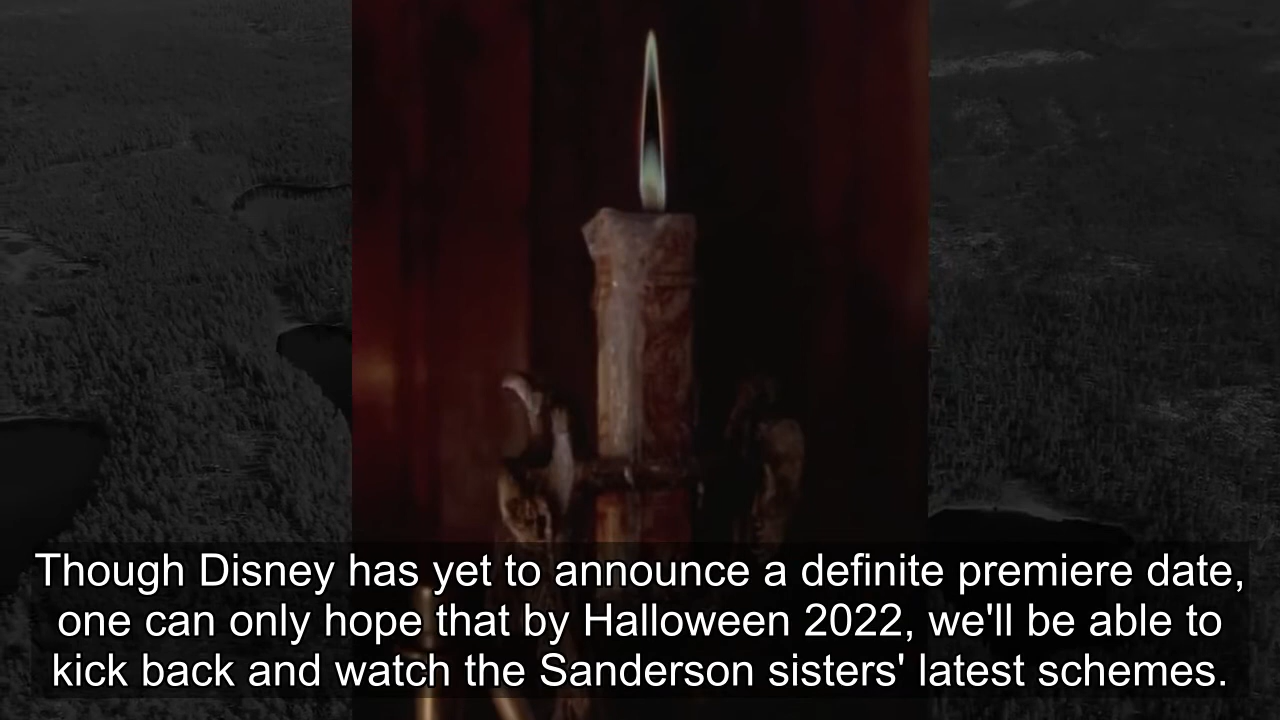 Though Disney has yet to announce a definite premiere date,
one can only hope that by Halloween 2022, we'll be able to
kick back and watch the Sanderson sisters' latest schemes.